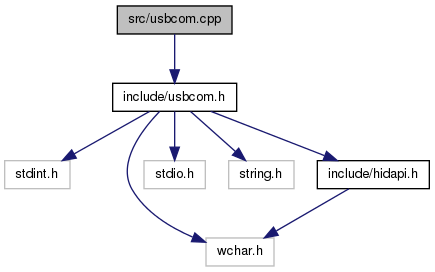 src/usbcom.cpp
include/usbcom.h
stdint.h
stdio.h
string.h
include/hidapi.h
wchar.h